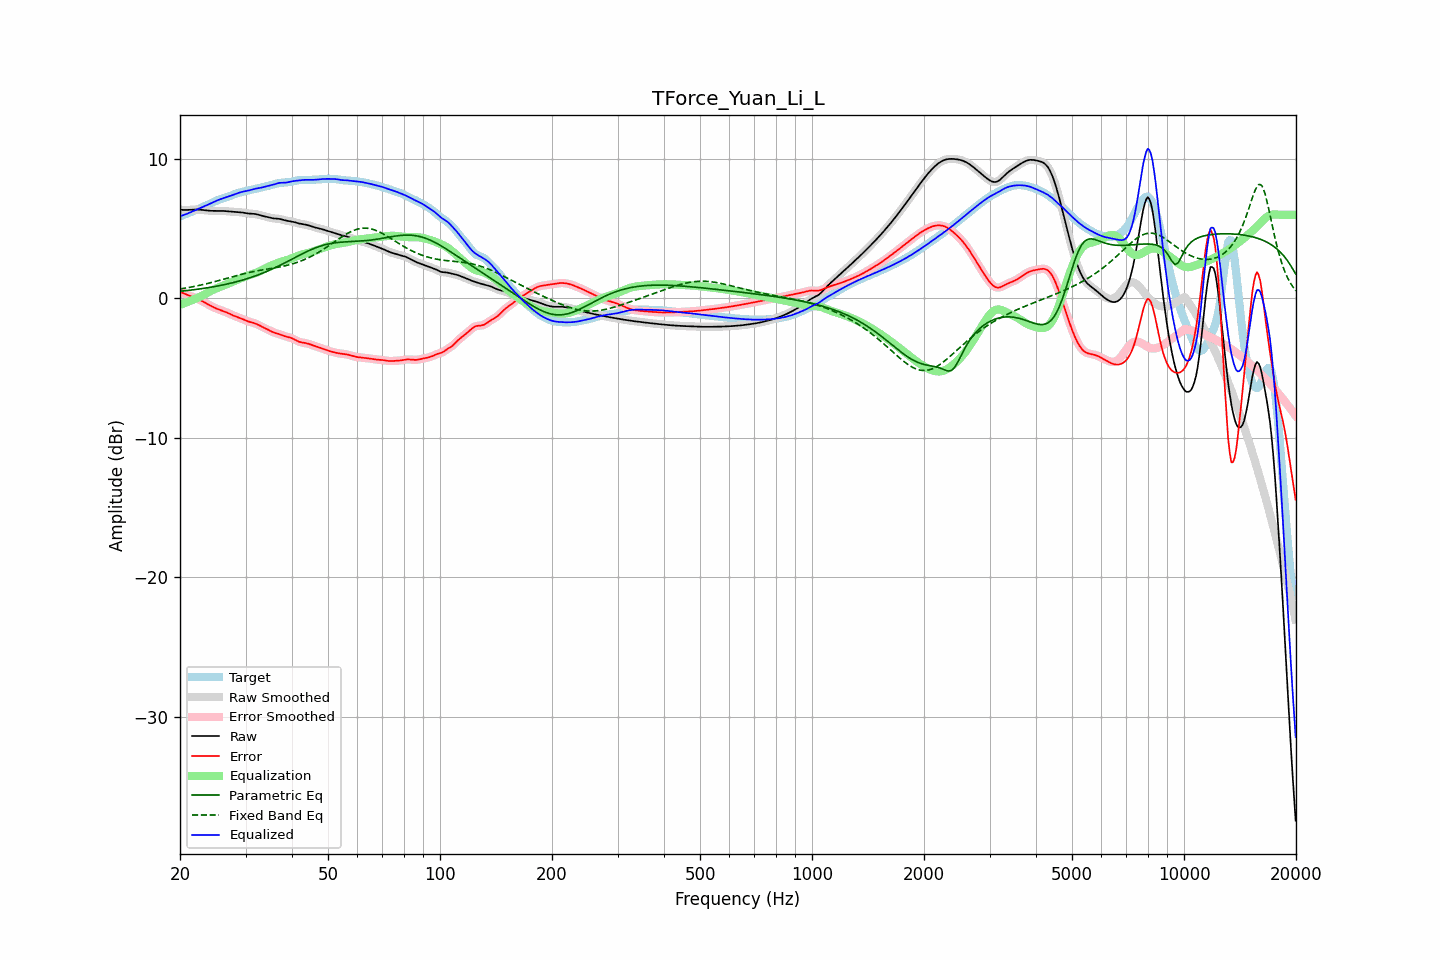 TForce_Yuan_Li_L
Amplitude (dBr)
10
0
−10
−20
−30
Target
Raw Smoothed
Error Smoothed
Raw
Error
Equalization
Parametric Eq
Fixed Band Eq
Equalized
20 50 100 200 500 1000 2000 5000 10000 20000
Frequency (Hz)